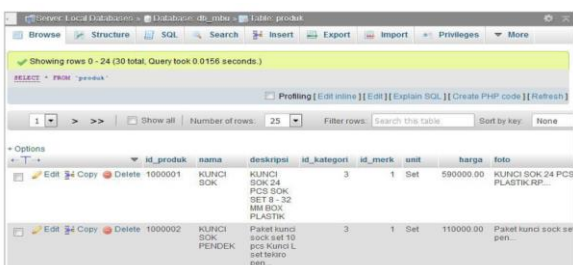 Server: Local Databases » Database: db_mbu » Table: produk
Browse Structure SQL Search Insert Export Import Privileges More
Showing rows 0 - 24 (30 total, Query took 0.0156 seconds.)
SELECT * FROM `produk`
Profiling [ Edit inline ] [ Edit ] [ Explain SQL ] [ Create PHP code ] [ Refresh ]
1 > >> Show all Number of rows: 25 Filter rows: Search this table Sort by key: None
+ Options
←T→ id_produk nama deskripsi id_kategori id_merk unit harga foto
Edit Copy Delete 1000001 KUNCI SOK KUNCI SOK 24 PCS SOK SET 8 - 32 MM BOX PLASTIK 3 1 Set 590000.00 KUNCI SOK 24 PCS PLASTIK.RP...
Edit Copy Delete 1000002 KUNCI SOK PENDEK Paket kunci sock set 10 pcs Kunci L set tekiro pen... 3 1 Set 110000.00 Paket kunci sock se pen...